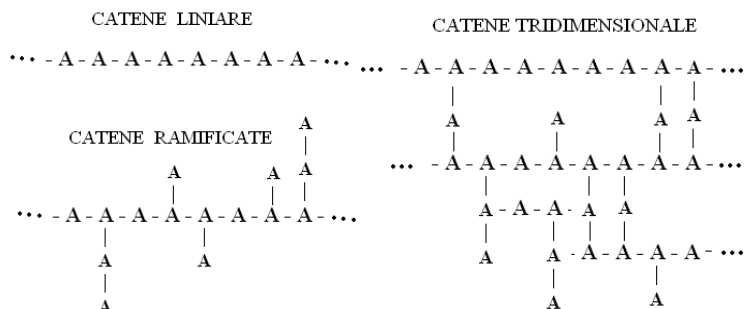 CATENE LINIARE
... - A - A - A - A - A - A - A - A - ...
CATENE RAMIFICATE
A
A A A
... - A - A - A - A - A - A - A - A - ...
A A
A
CATENE TRIDIMENSIONALE
... - A - A - A - A - A - A - A - A - A - ...
A A A A
... - A - A - A - A - A - A - A - A - ...
A - A - A - A A
A A - A - A - A - A - ...
A A